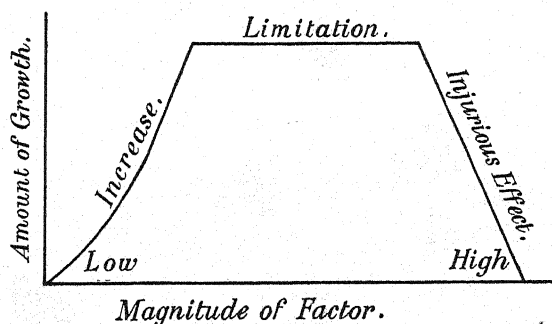 Limitation.
Amount of Growth.
Increase.
Injurious Effect.
Low
High
Magnitude of Factor.